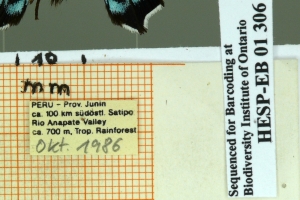 10
mm
PERU - Prov. Junin
ca. 100 km südöstl. Satipo
Rio Anapate Valley
ca. 700 m, Trop. Rainforest
Okt. 1986
Sequenced for Barcoding at
Biodiversity Institute of Ontario
HESP-EB 01 306